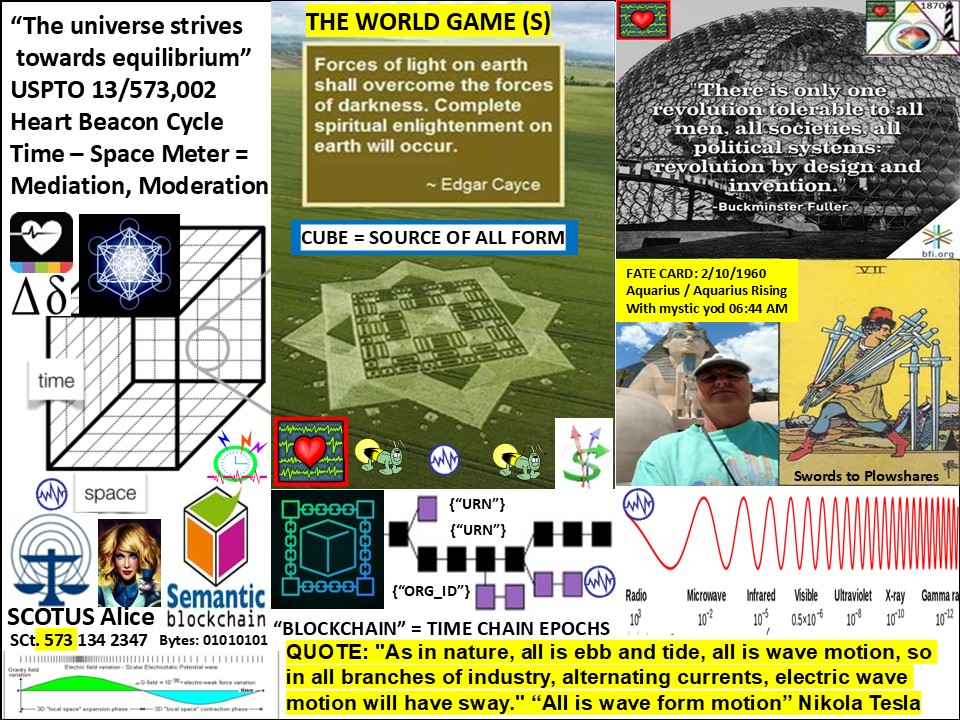 “The universe strives
towards equilibrium”
USPTO 13/573,002
Heart Beacon Cycle
Time – Space Meter =
Mediation, Moderation
Δδ
time
space
SCOTUS Alice
SCt. 573 134 2347
Semantic
blockchain
Bytes: 01010101
Electric field variation - Scalar Electrostatic Potential wave
Gravity field
variation
time
3D "local space" expansion phase
3D "local space" contraction phase
THE WORLD GAME (S)
Forces of light on earth
shall overcome the forces
of darkness. Complete
spiritual enlightenment on
earth will occur.
~ Edgar Cayce
CUBE = SOURCE OF ALL FORM
{“URN”}
{“URN”}
{“ORG_ID”}
“BLOCKCHAIN” = TIME CHAIN EPOCHS
1870
"There is only one
revolution tolerable to all
men, all societies, all
political systems:
revolution by design and
invention."
-Buckminster Fuller
bfi.org
FATE CARD: 2/10/1960
Aquarius / Aquarius Rising
With mystic yod 06:44 AM
VII
Swords to Plowshares
Radio Microwave Infrared Visible Ultraviolet X-ray Gamma ra
10³ 10⁻² 10⁻⁵ 0.5×10⁻⁶ 10⁻⁸ 10⁻¹⁰ 10⁻¹²
QUOTE: "As in nature, all is ebb and tide, all is wave motion, so
in all branches of industry, alternating currents, electric wave
motion will have sway." “All is wave form motion” Nikola Tesla